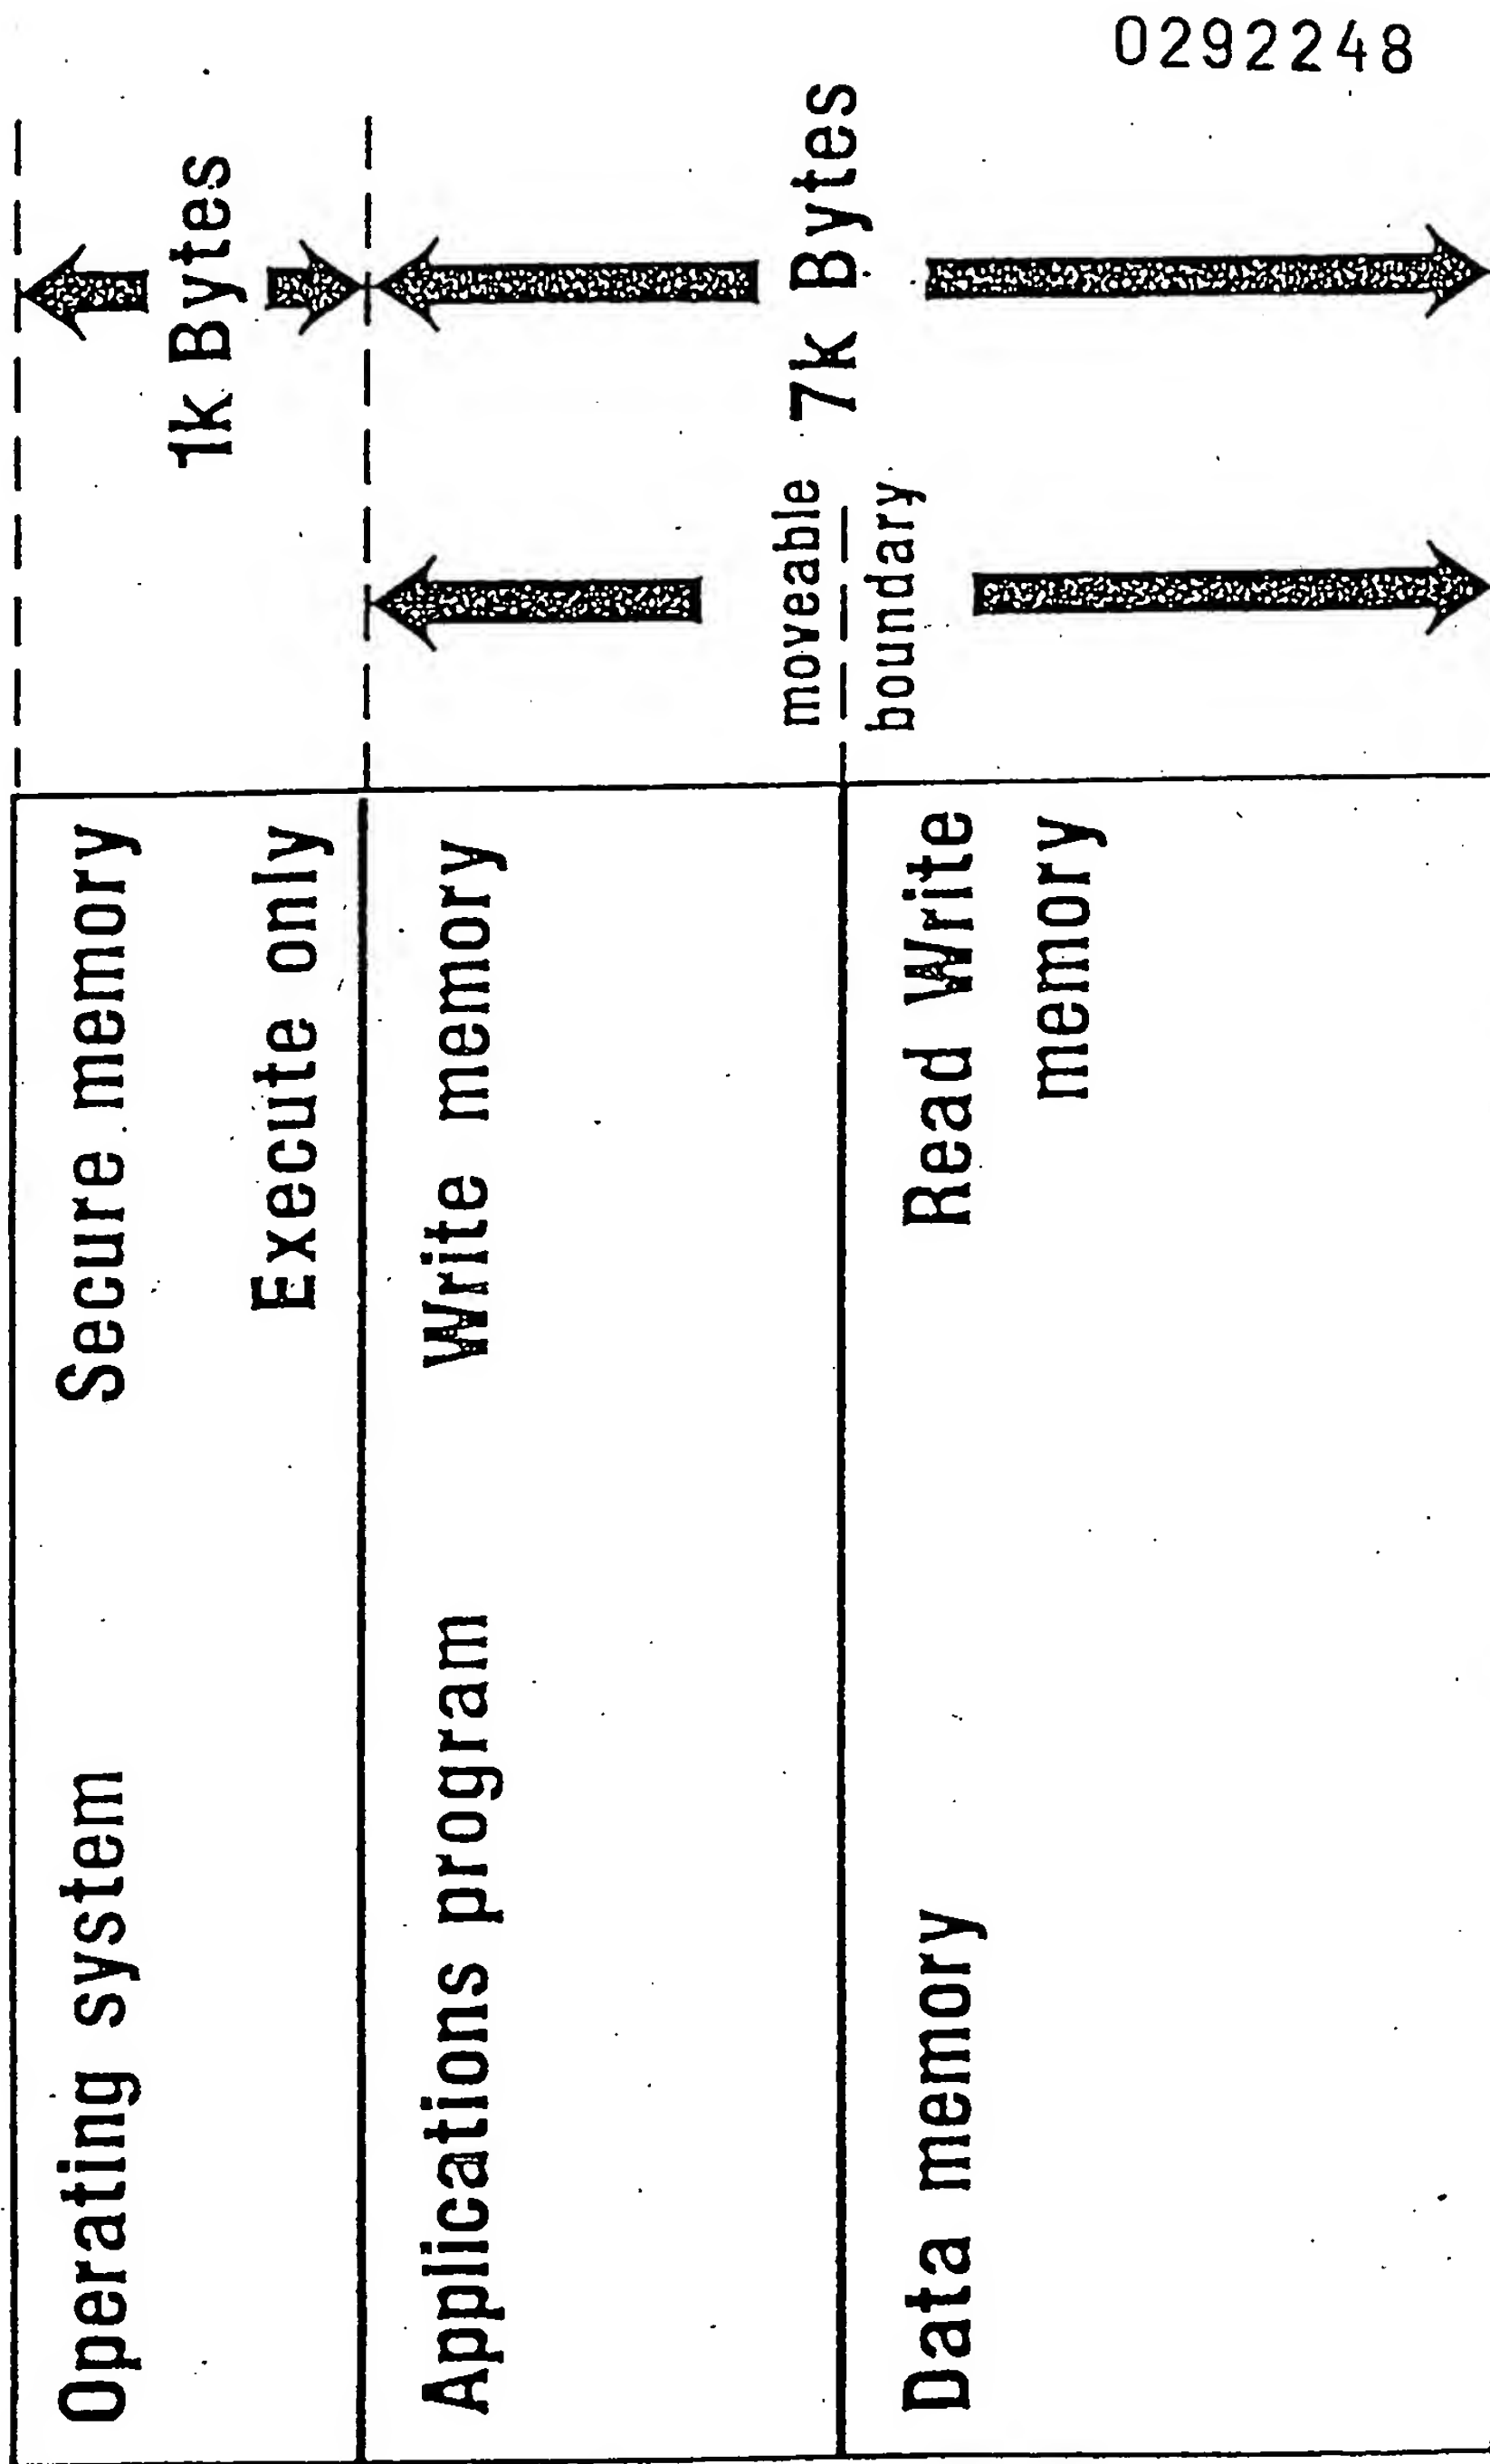 0292248
Operating system
Secure memory
Execute only
1k Bytes
Applications program
Write memory
moveable
boundary
7k Bytes
Data memory
Read Write
memory